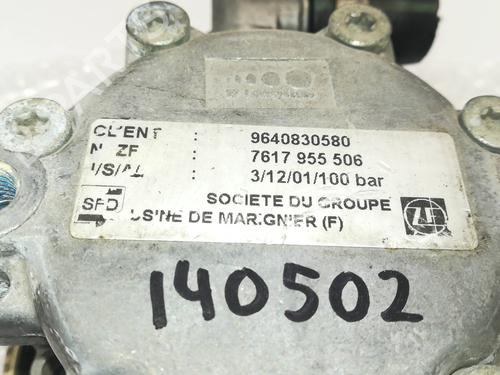 CLIENT : 9640830580
N. ZF : 7617 955 506
I/S/AL : 3/12/01/100 bar
SPD SOCIETE DU GROUPE
USINE DE MARIGNIER (F)
ZF
140502